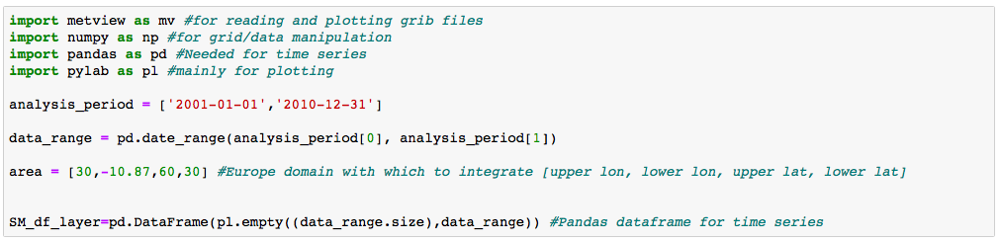 import metview as mv #for reading and plotting grib files
import numpy as np #for grid/data manipulation
import pandas as pd #Needed for time series
import pylab as pl #mainly for plotting
analysis_period = ['2001-01-01','2010-12-31']
data_range = pd.date_range(analysis_period[0], analysis_period[1])
area = [30,-10.87,60,30] #Europe domain with which to integrate [upper lon, lower lon, upper lat, lower lat]
SM_df_layer=pd.DataFrame(pl.empty((data_range.size),data_range)) #Pandas dataframe for time series